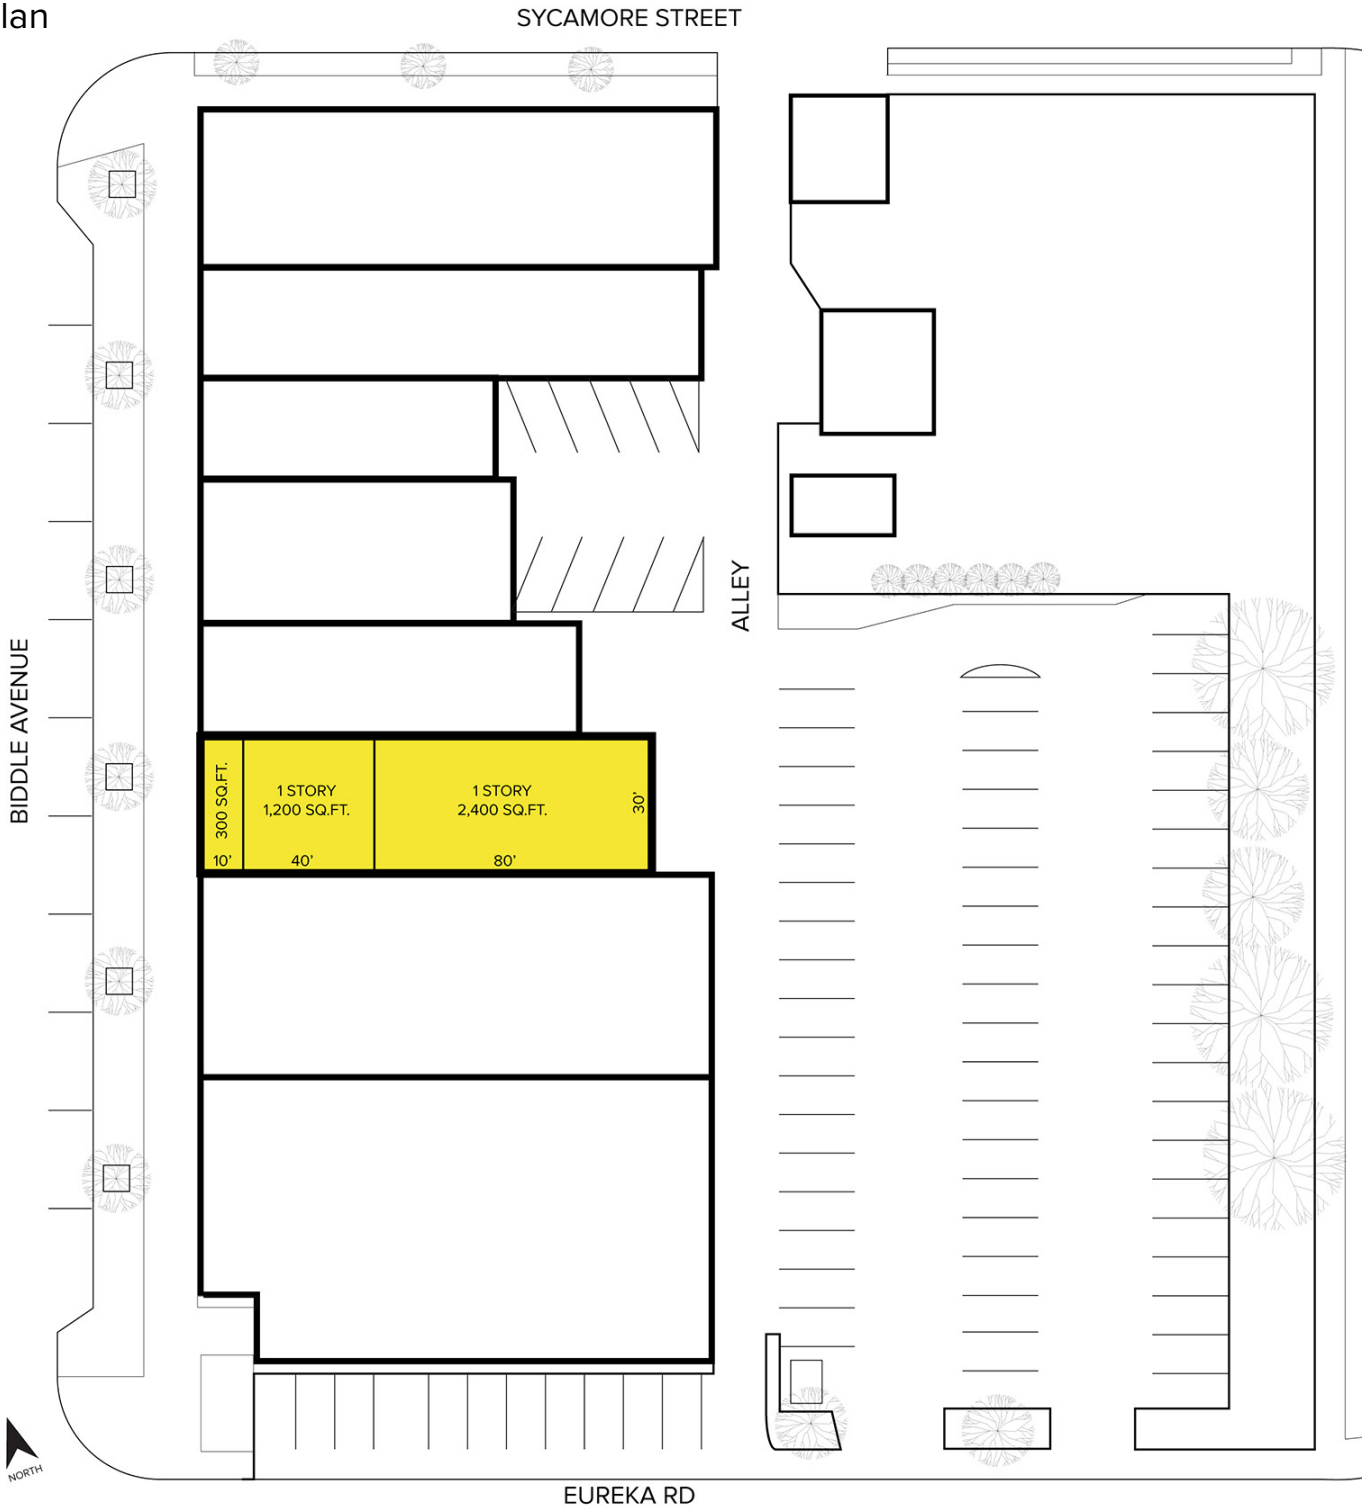 lan
SYCAMORE STREET
ALLEY
BIDDLE AVENUE
300 SQ.FT.
10'
1 STORY
1,200 SQ.FT.
40'
1 STORY
2,400 SQ.FT.
80'
30'
NORTH
EUREKA RD